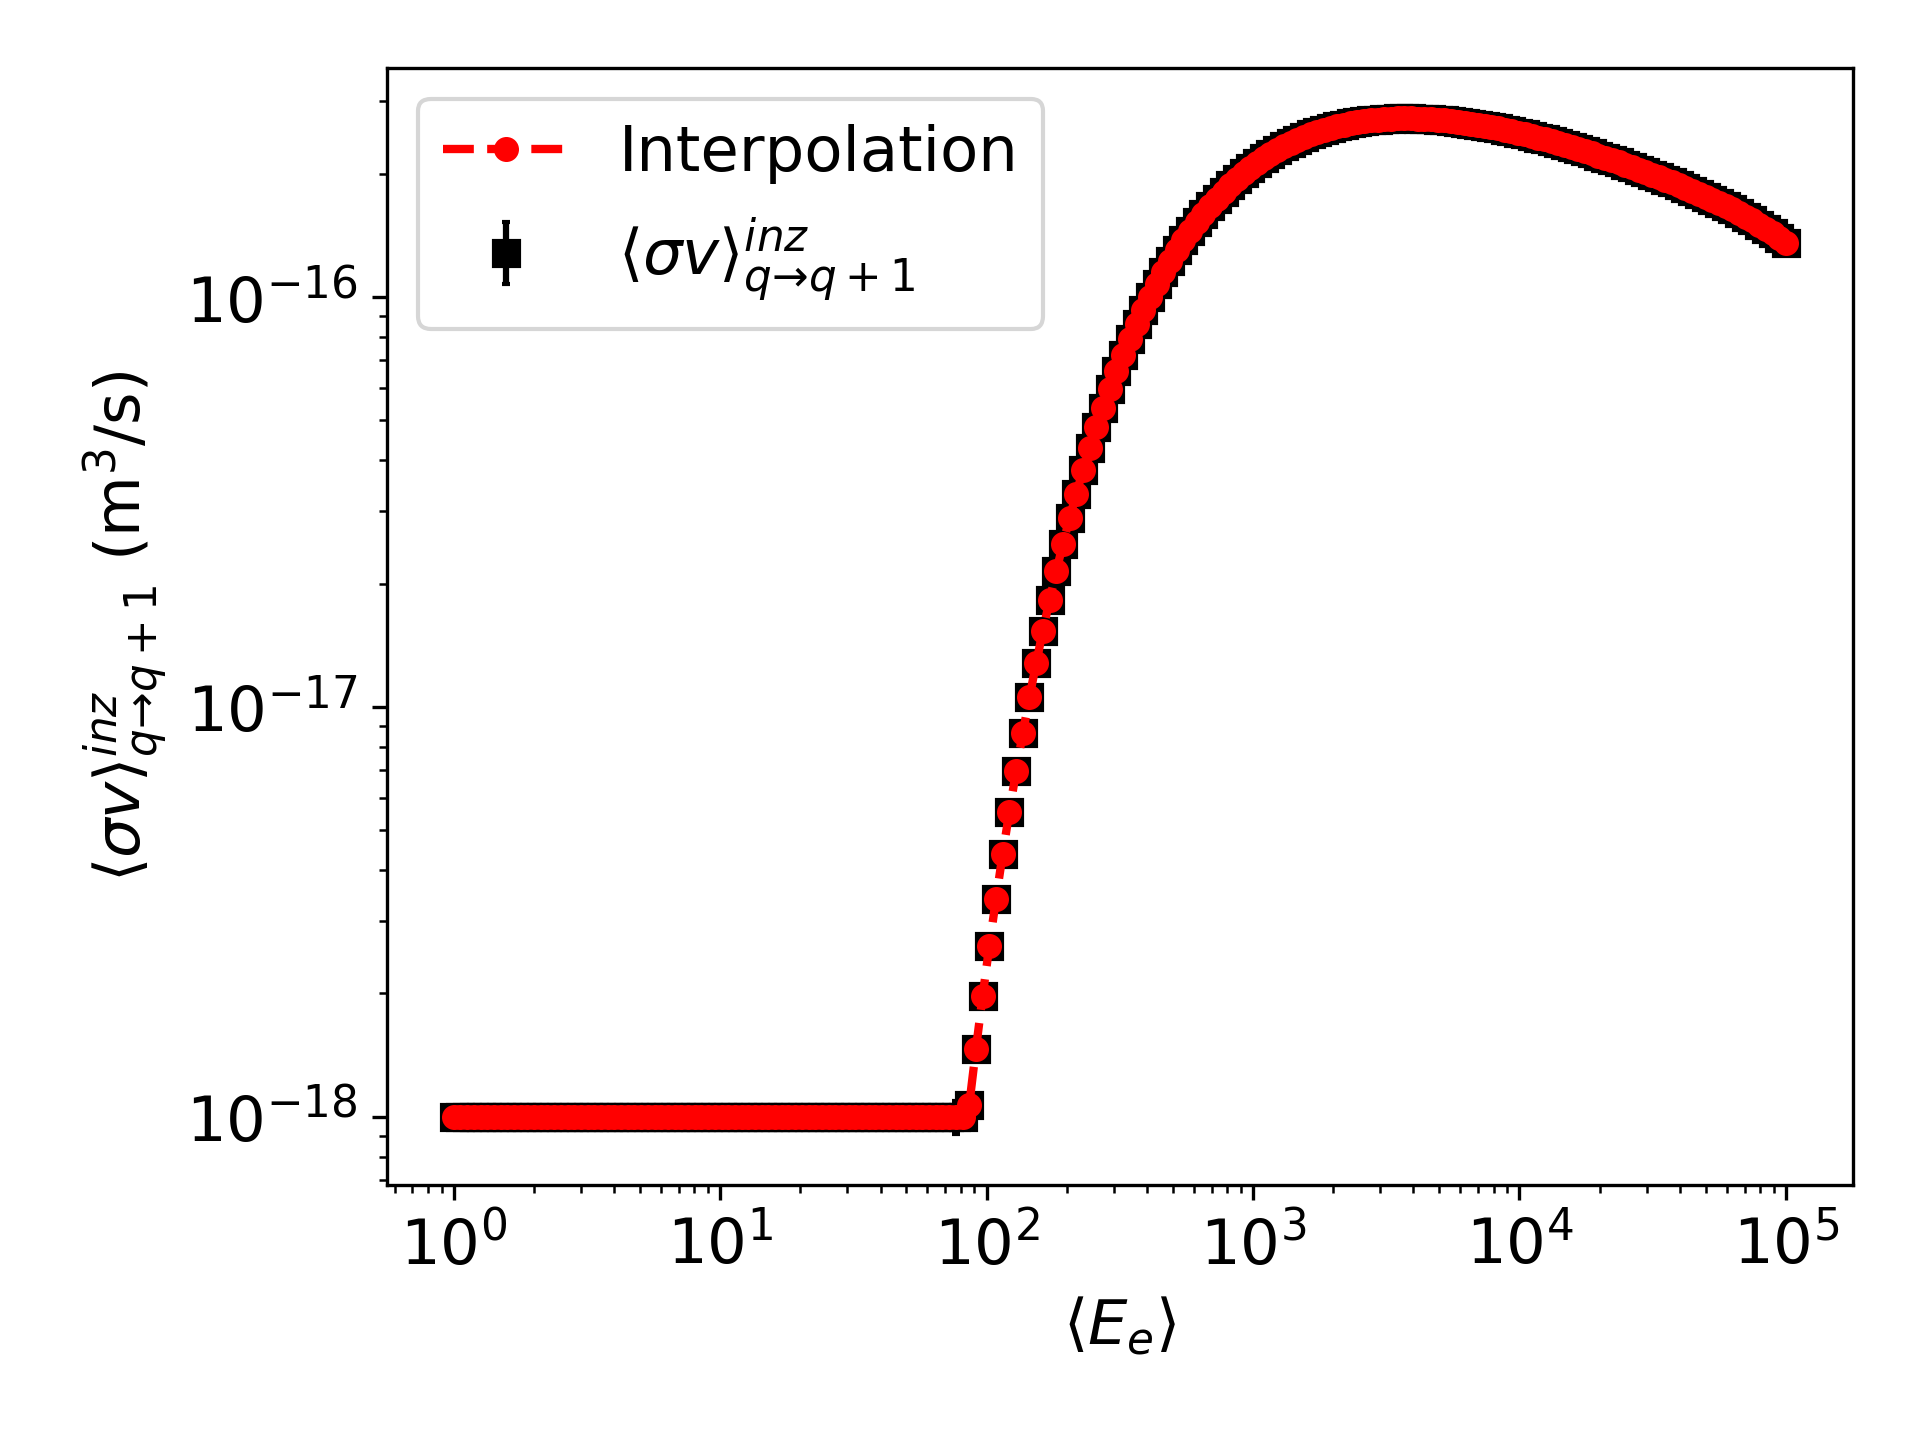 Interpolation
⟨σv⟩^{inz}_{q→q+1}
⟨σv⟩^{inz}_{q→q+1} (m^3/s)
10^{−16}
10^{−17}
10^{−18}
10^0 10^1 10^2 10^3 10^4 10^5
⟨E_e⟩